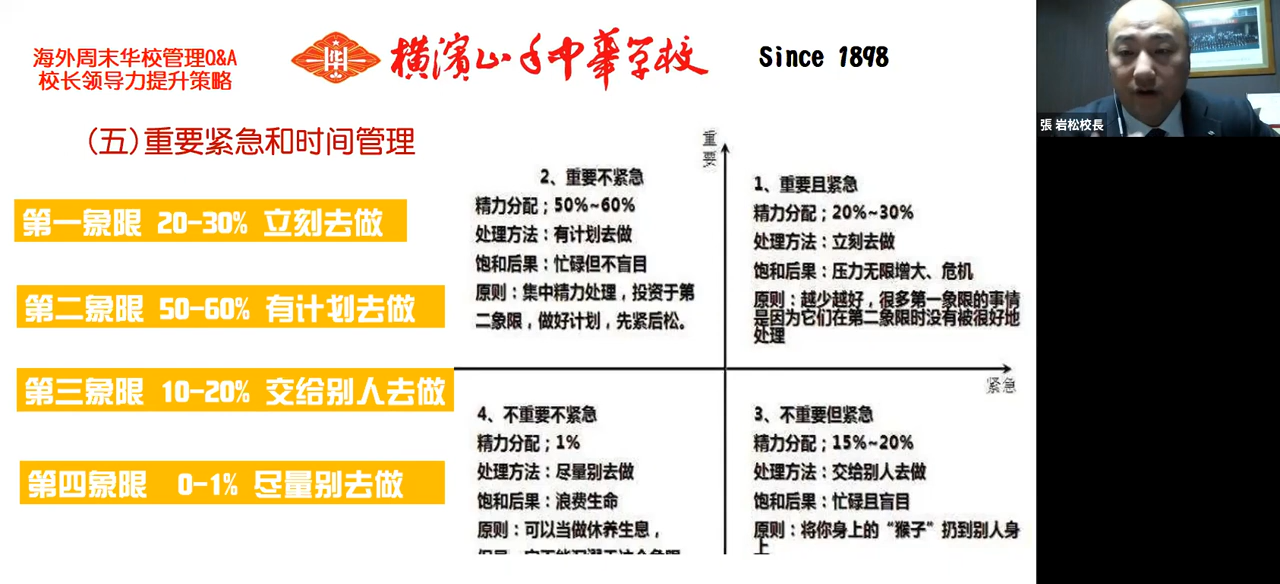 海外周末华校管理Q&A
校长领导力提升策略
華
横濱山手中華学校
Since 1898
張 岩松校長
(五)重要紧急和时间管理
第一象限 20-30% 立刻去做
第二象限 50-60% 有计划去做
第三象限 10-20% 交给别人去做
第四象限 0-1% 尽量别去做
重要
2、重要不紧急
精力分配；50%~60%
处理方法：有计划去做
饱和后果：忙碌但不盲目
原则：集中精力处理，投资于第
二象限，做好计划，先紧后松。
1、重要且紧急
精力分配；20%~30%
处理方法：立刻去做
饱和后果：压力无限增大、危机
原则：越少越好，很多第一象限的事情
是因为它们在第二象限时没有被很好地
处理
紧急
4、不重要不紧急
精力分配；1%
处理方法：尽量别去做
饱和后果：浪费生命
原则：可以当做休养生息，
3、不重要但紧急
精力分配；15%~20%
处理方法：交给别人去做
饱和后果：忙碌且盲目
原则：将你身上的“猴子”扔到别人身
上